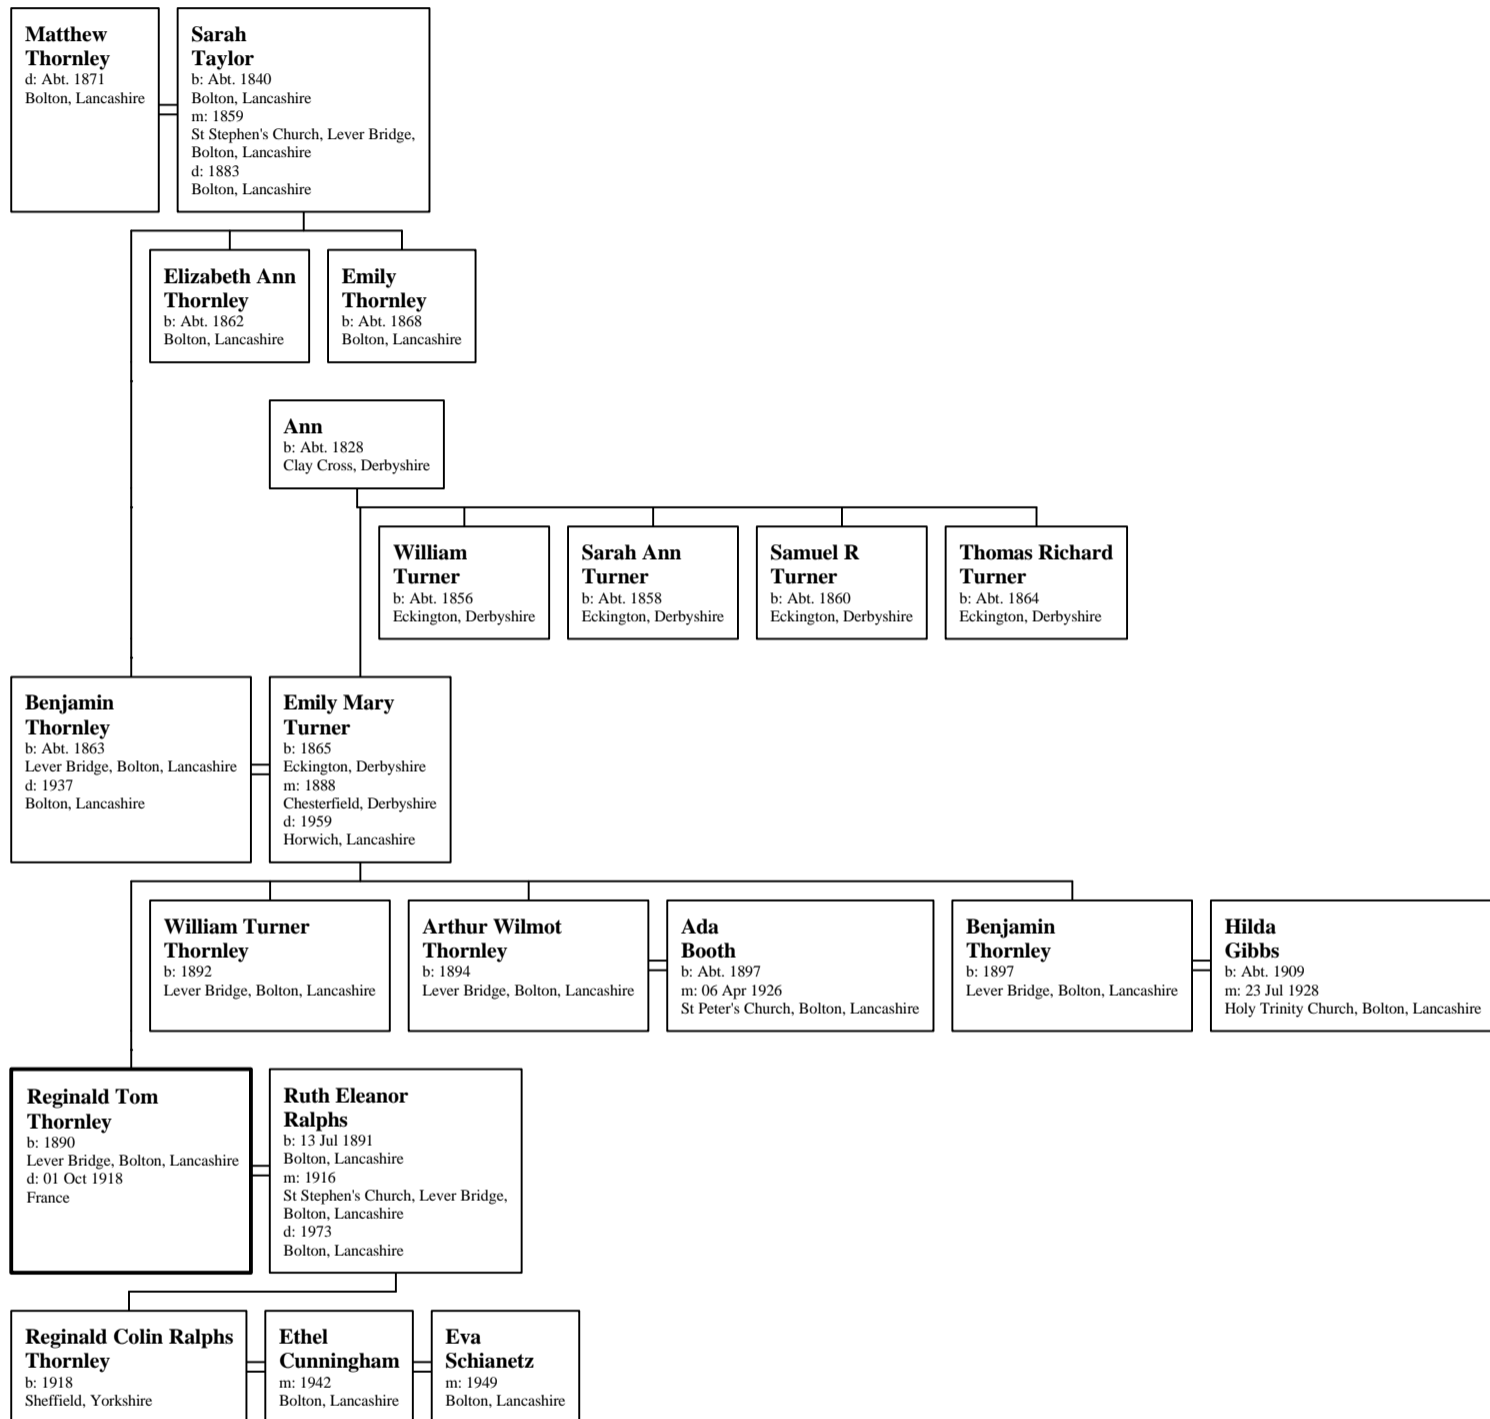 Matthew
Thornley
d: Abt. 1871
Bolton, Lancashire
Sarah
Taylor
b: Abt. 1840
Bolton, Lancashire
m: 1859
St Stephen's Church, Lever Bridge,
Bolton, Lancashire
d: 1883
Bolton, Lancashire
Elizabeth Ann
Thornley
b: Abt. 1862
Bolton, Lancashire
Emily
Thornley
b: Abt. 1868
Bolton, Lancashire
Ann
b: Abt. 1828
Clay Cross, Derbyshire
William
Turner
b: Abt. 1856
Eckington, Derbyshire
Sarah Ann
Turner
b: Abt. 1858
Eckington, Derbyshire
Samuel R
Turner
b: Abt. 1860
Eckington, Derbyshire
Thomas Richard
Turner
b: Abt. 1864
Eckington, Derbyshire
Benjamin
Thornley
b: Abt. 1863
Lever Bridge, Bolton, Lancashire
d: 1937
Bolton, Lancashire
Emily Mary
Turner
b: 1865
Eckington, Derbyshire
m: 1888
Chesterfield, Derbyshire
d: 1959
Horwich, Lancashire
William Turner
Thornley
b: 1892
Lever Bridge, Bolton, Lancashire
Arthur Wilmot
Thornley
b: 1894
Lever Bridge, Bolton, Lancashire
Ada
Booth
b: Abt. 1897
m: 06 Apr 1926
St Peter's Church, Bolton, Lancashire
Benjamin
Thornley
b: 1897
Lever Bridge, Bolton, Lancashire
Hilda
Gibbs
b: Abt. 1909
m: 23 Jul 1928
Holy Trinity Church, Bolton, Lancashire
Reginald Tom
Thornley
b: 1890
Lever Bridge, Bolton, Lancashire
d: 01 Oct 1918
France
Ruth Eleanor
Ralphs
b: 13 Jul 1891
Bolton, Lancashire
m: 1916
St Stephen's Church, Lever Bridge,
Bolton, Lancashire
d: 1973
Bolton, Lancashire
Reginald Colin Ralphs
Thornley
b: 1918
Sheffield, Yorkshire
Ethel
Cunningham
m: 1942
Bolton, Lancashire
Eva
Schianetz
m: 1949
Bolton, Lancashire